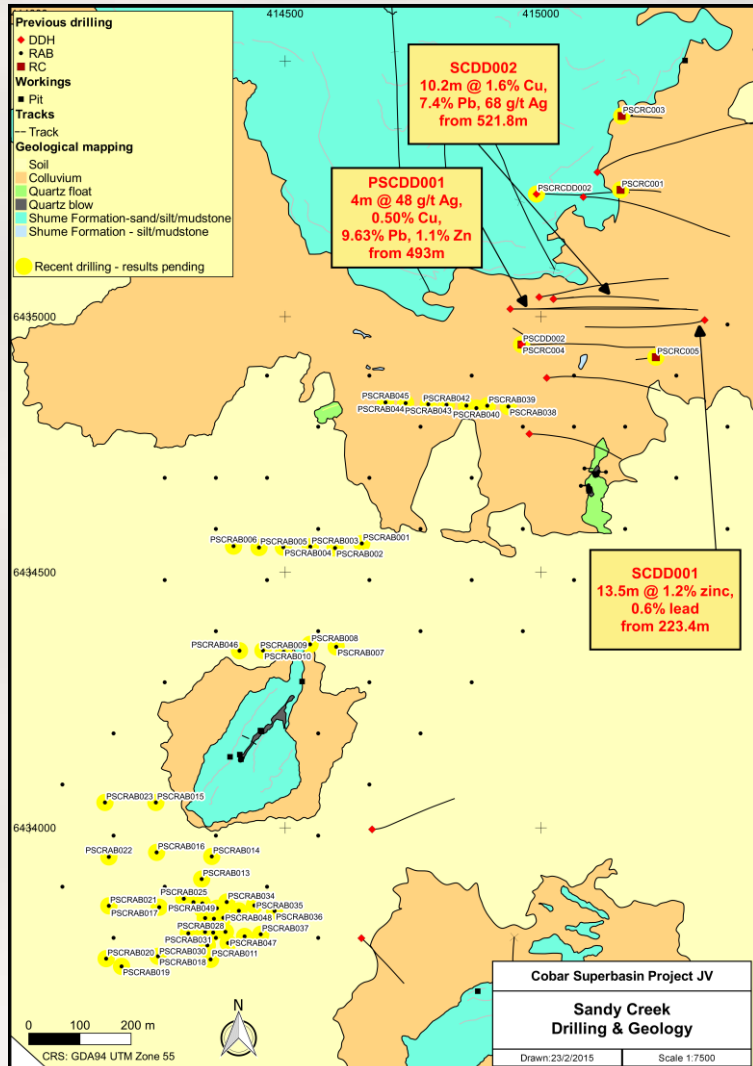 414500
415000
Previous drilling
DDH
RAB
RC
Workings
Pit
Tracks
Track
Geological mapping
Soil
Colluvium
Quartz float
Quartz blow
Shume Formation-sand/silt/mudstone
Shume Formation - silt/mudstone
Recent drilling - results pending
SCDD002
10.2m @ 1.6% Cu,
7.4% Pb, 68 g/t Ag
from 521.8m
PSCDD001
4m @ 48 g/t Ag,
0.50% Cu,
9.63% Pb, 1.1% Zn
from 493m
PSCRC003
PSCRCDD002
PSCRC001
6435000
PSCDD002
PSCRC004
PSCRC005
PSCRAB045
PSCRAB042
PSCRAB039
PSCRAB044
PSCRAB043
PSCRAB040
PSCRAB038
PSCRAB006
PSCRAB005
PSCRAB003
PSCRAB001
PSCRAB004
PSCRAB002
6434500
SCDD001
13.5m @ 1.2% zinc,
0.6% lead
from 223.4m
PSCRAB046
PSCRAB009
PSCRAB008
PSCRAB010
PSCRAB007
PSCRAB023
PSCRAB015
6434000
PSCRAB022
PSCRAB016
PSCRAB014
PSCRAB013
PSCRAB025
PSCRAB034
PSCRAB021
PSCRAB017
PSCRAB049
PSCRAB035
PSCRAB048
PSCRAB036
PSCRAB028
PSCRAB037
PSCRAB031
PSCRAB047
PSCRAB020
PSCRAB030
PSCRAB011
PSCRAB019
PSCRAB018
N
0 100 200 m
CRS: GDA94 UTM Zone 55
Cobar Superbasin Project JV
Sandy Creek
Drilling & Geology
Drawn:23/2/2015
Scale 1:7500